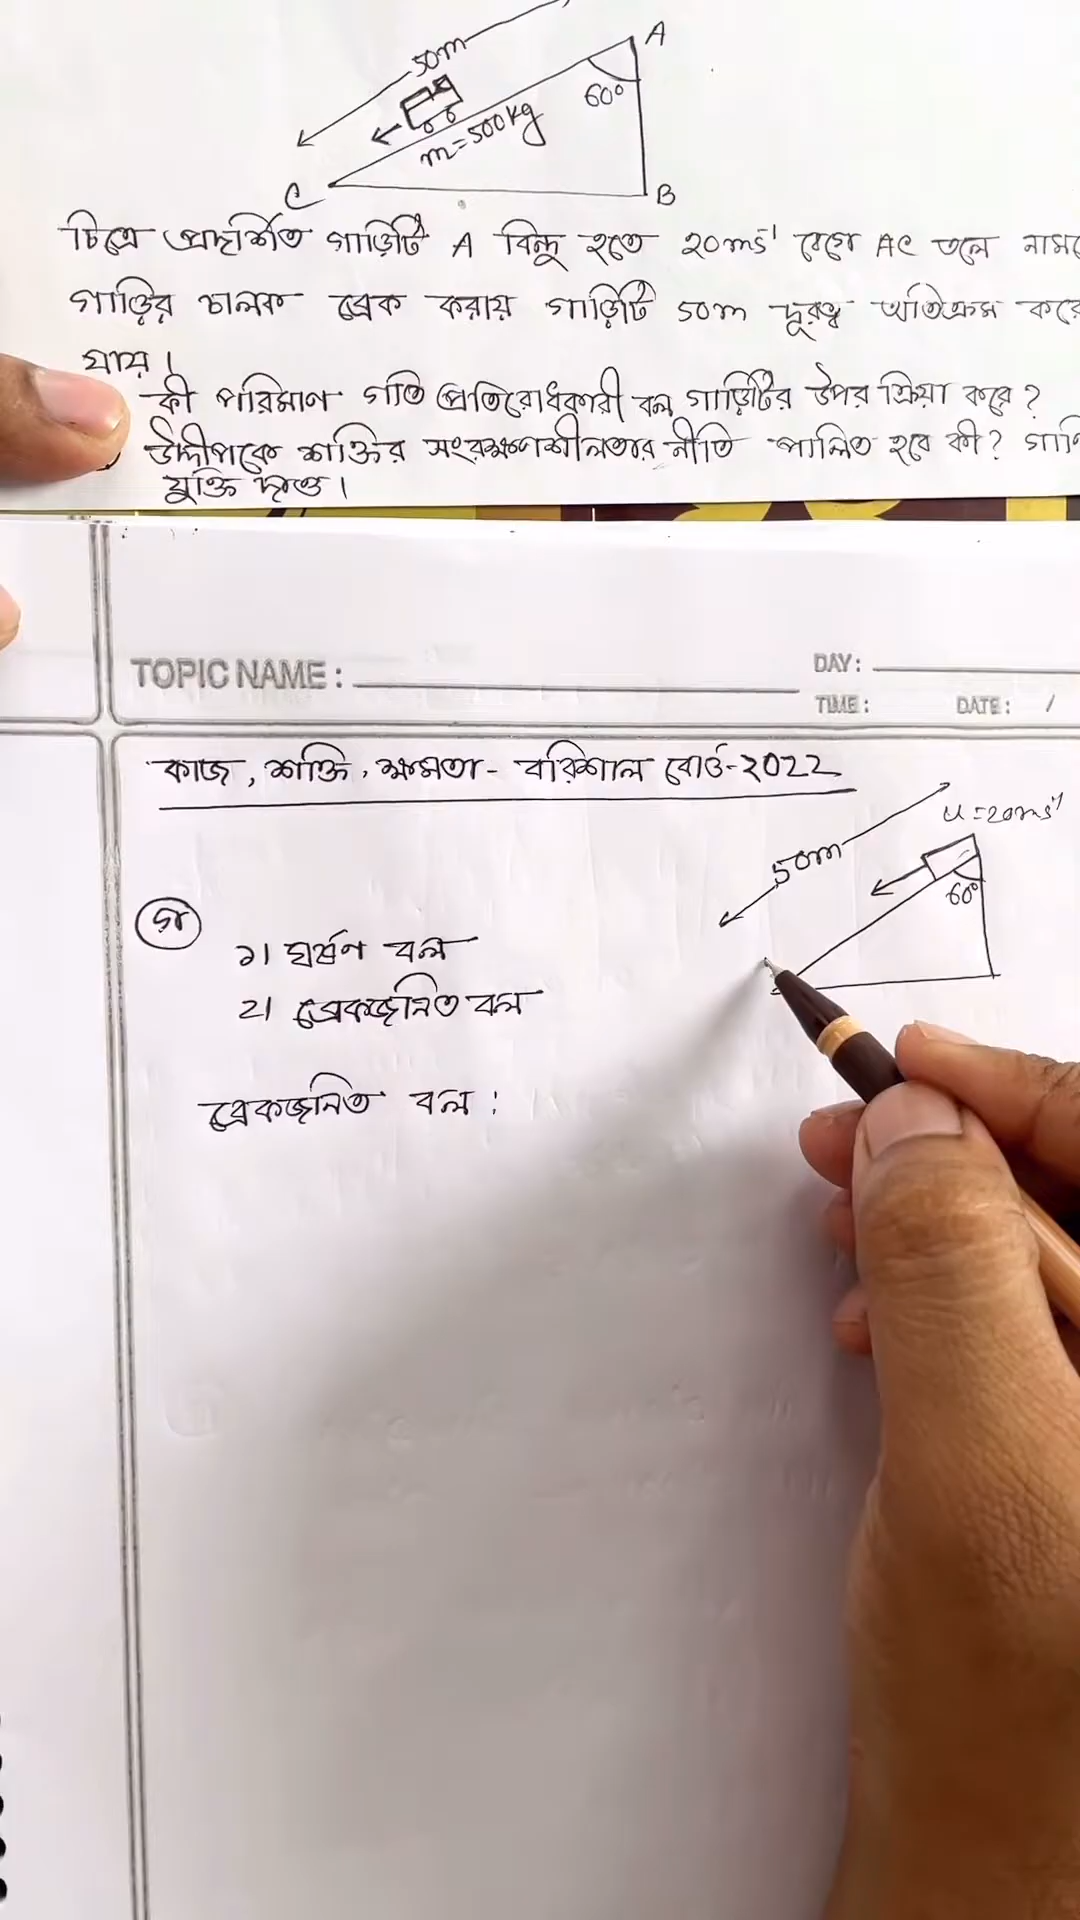 50m
A
60°
m=500kg
C
B
চিত্রে প্রদর্শিত গাড়িটি A বিন্দু হতে 20ms⁻¹ বেগে AC তলে
গাড়ির চালক ব্রেক করায় গাড়িটি 50m দূরত্ব অতিক্রম
যায়।
কী পরিমাণ গতি প্রতিরোধকারী বল গাড়িটির উপর ক্রিয়া করবে?
উদ্দীপকে শক্তির সংরক্ষণশীলতার নীতি পালিত হবে কী?
যুক্তি দাও।
TOPIC NAME :
DAY :
TIME :
DATE : /
কাজ, শক্তি, ক্ষমতা - বরিশাল বোর্ড-2022
u=20ms⁻¹
50m
60°
গ
১। ঘর্ষণ বল
২। ব্রেকজনিত বল
ব্রেকজনিত বল :